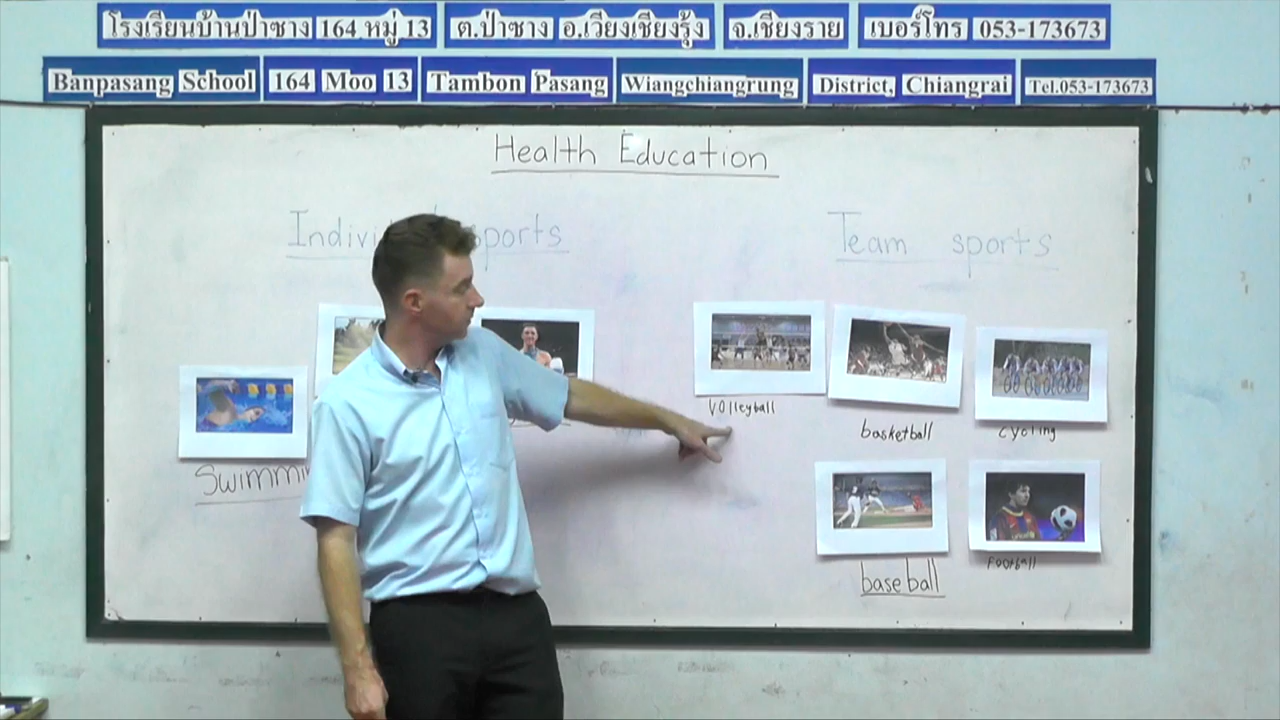 โรงเรียนบ้านป่าซาง 164 หมู่ 13 ต.ป่าซาง อ.เวียงเชียงรุ้ง จ.เชียงราย เบอร์โทร 053-173673
Banpasang School 164 Moo 13 Tambon Pasang Wiangchiangrung District, Chiangrai Tel.053-173673
Health Education
Sports
Team sports
Volleyball
basketball
cycling
Swimmin
baseball
Football